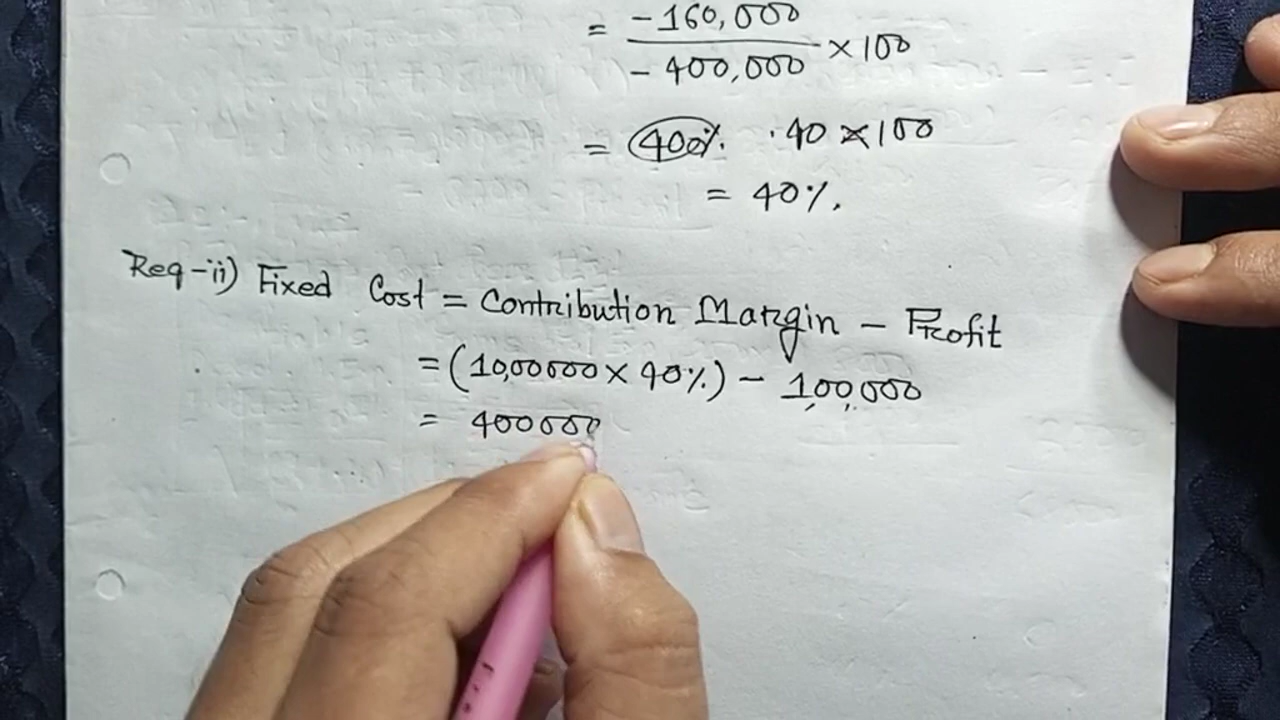 = -160,000 / -400,000 × 100
= 400%. .40 × 100
= 40%.
Req-ii) Fixed Cost = Contribution Margin - Profit
= (10,00000 × 40%) - 1,00,000
= 400000